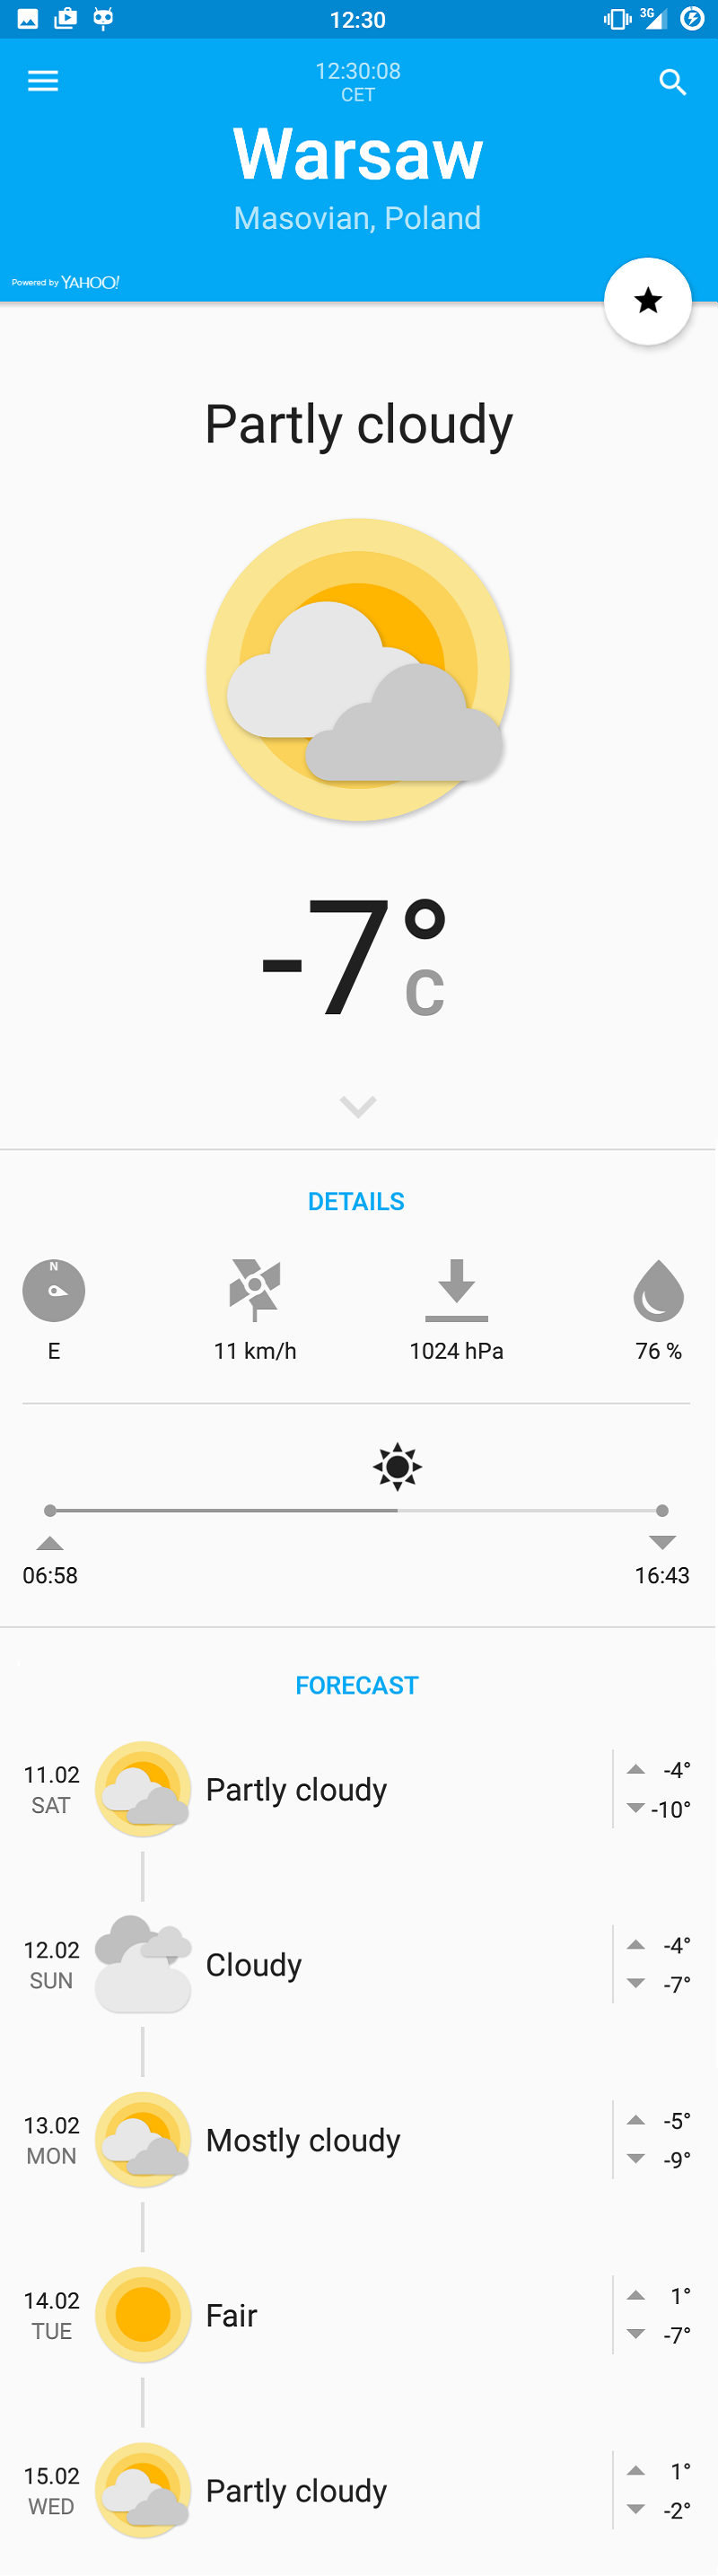 3G
12:30
12:30:08
CET
Warsaw
Masovian, Poland
Powered by YAHOO!
Partly cloudy
-7°
C
DETAILS
N
E
11 km/h
1024 hPa
76 %
06:58
16:43
FORECAST
11.02
SAT
Partly cloudy
-4°
-10°
12.02
SUN
Cloudy
-4°
-7°
13.02
MON
Mostly cloudy
-5°
-9°
14.02
TUE
Fair
1°
-7°
15.02
WED
Partly cloudy
1°
-2°